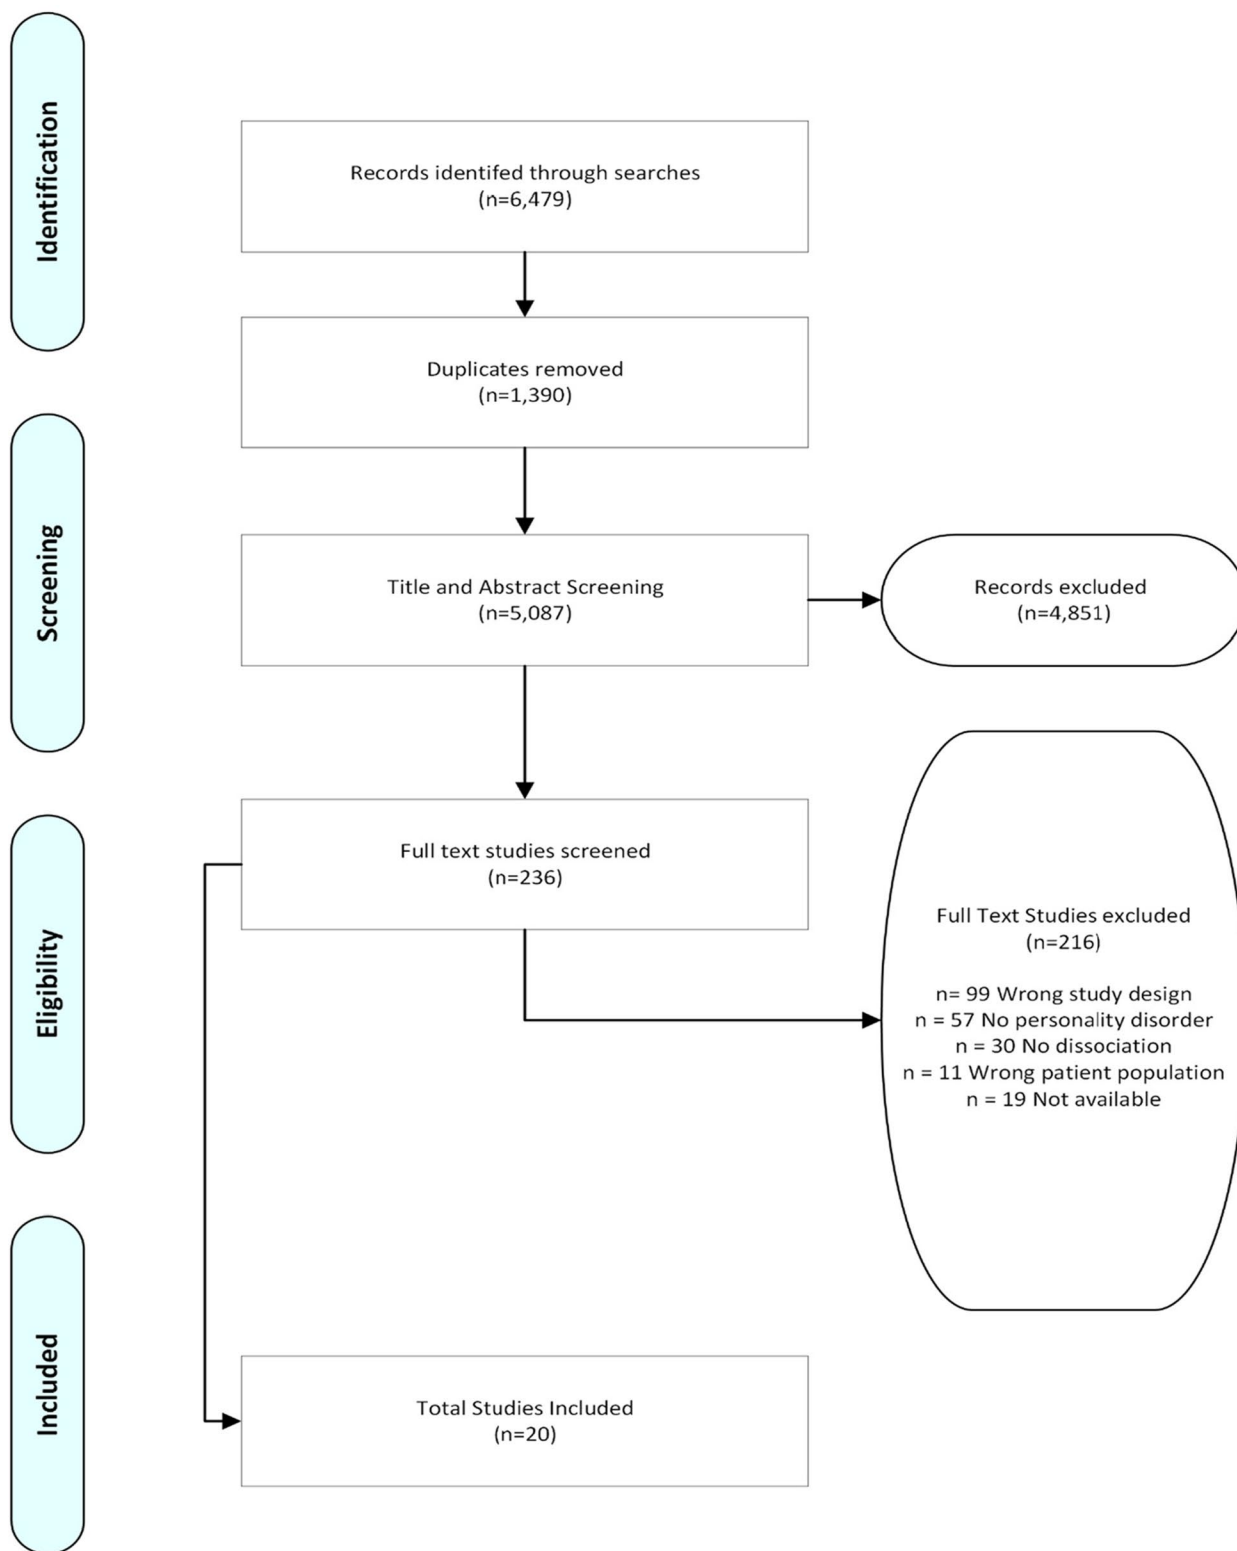 Identification
Records identifed through searches
(n=6,479)
Duplicates removed
(n=1,390)
Screening
Title and Abstract Screening
(n=5,087)
Records excluded
(n=4,851)
Eligibility
Full text studies screened
(n=236)
Full Text Studies excluded
(n=216)
n= 99 Wrong study design
n = 57 No personality disorder
n = 30 No dissociation
n = 11 Wrong patient population
n = 19 Not available
Included
Total Studies Included
(n=20)